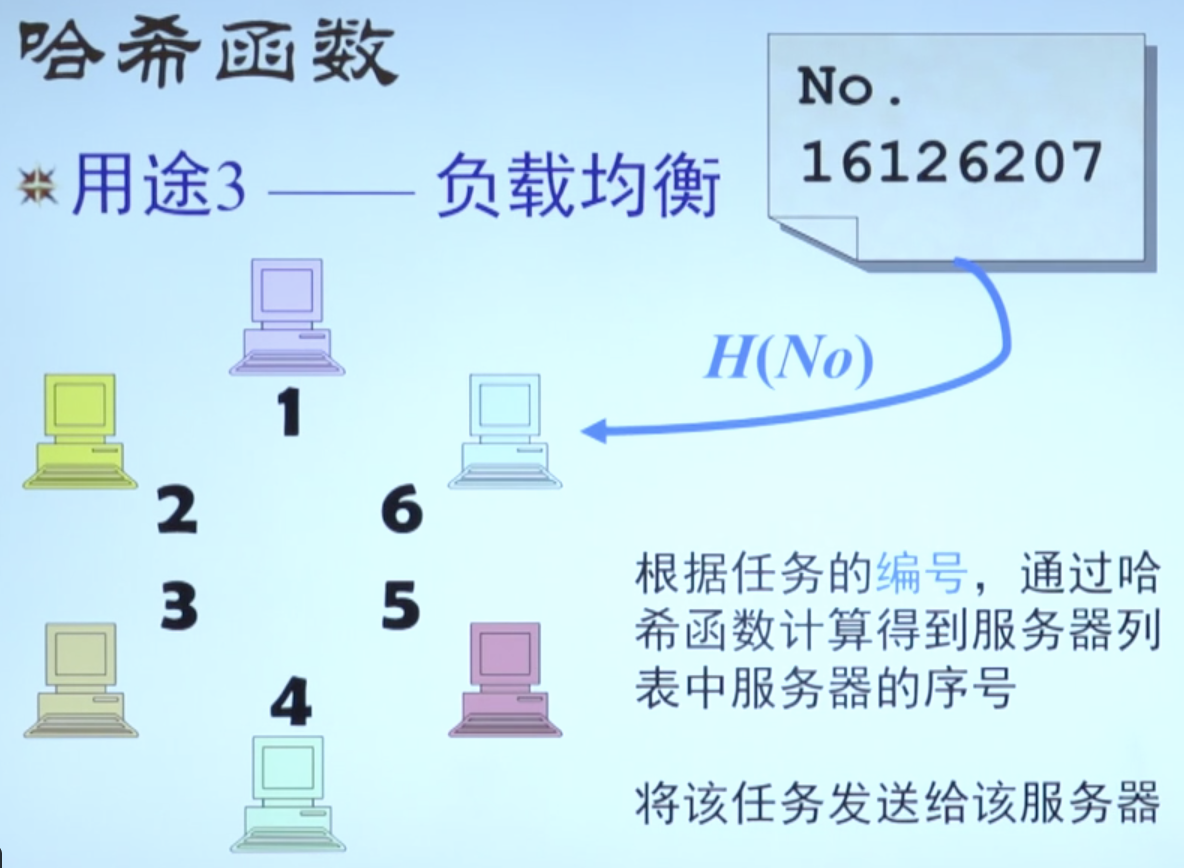 哈希函数
No.
16126207
用途3 —— 负载均衡
H(No)
1
2
6
3
5
4
根据任务的编号，通过哈
希函数计算得到服务器列
表中服务器的序号
将该任务发送给该服务器